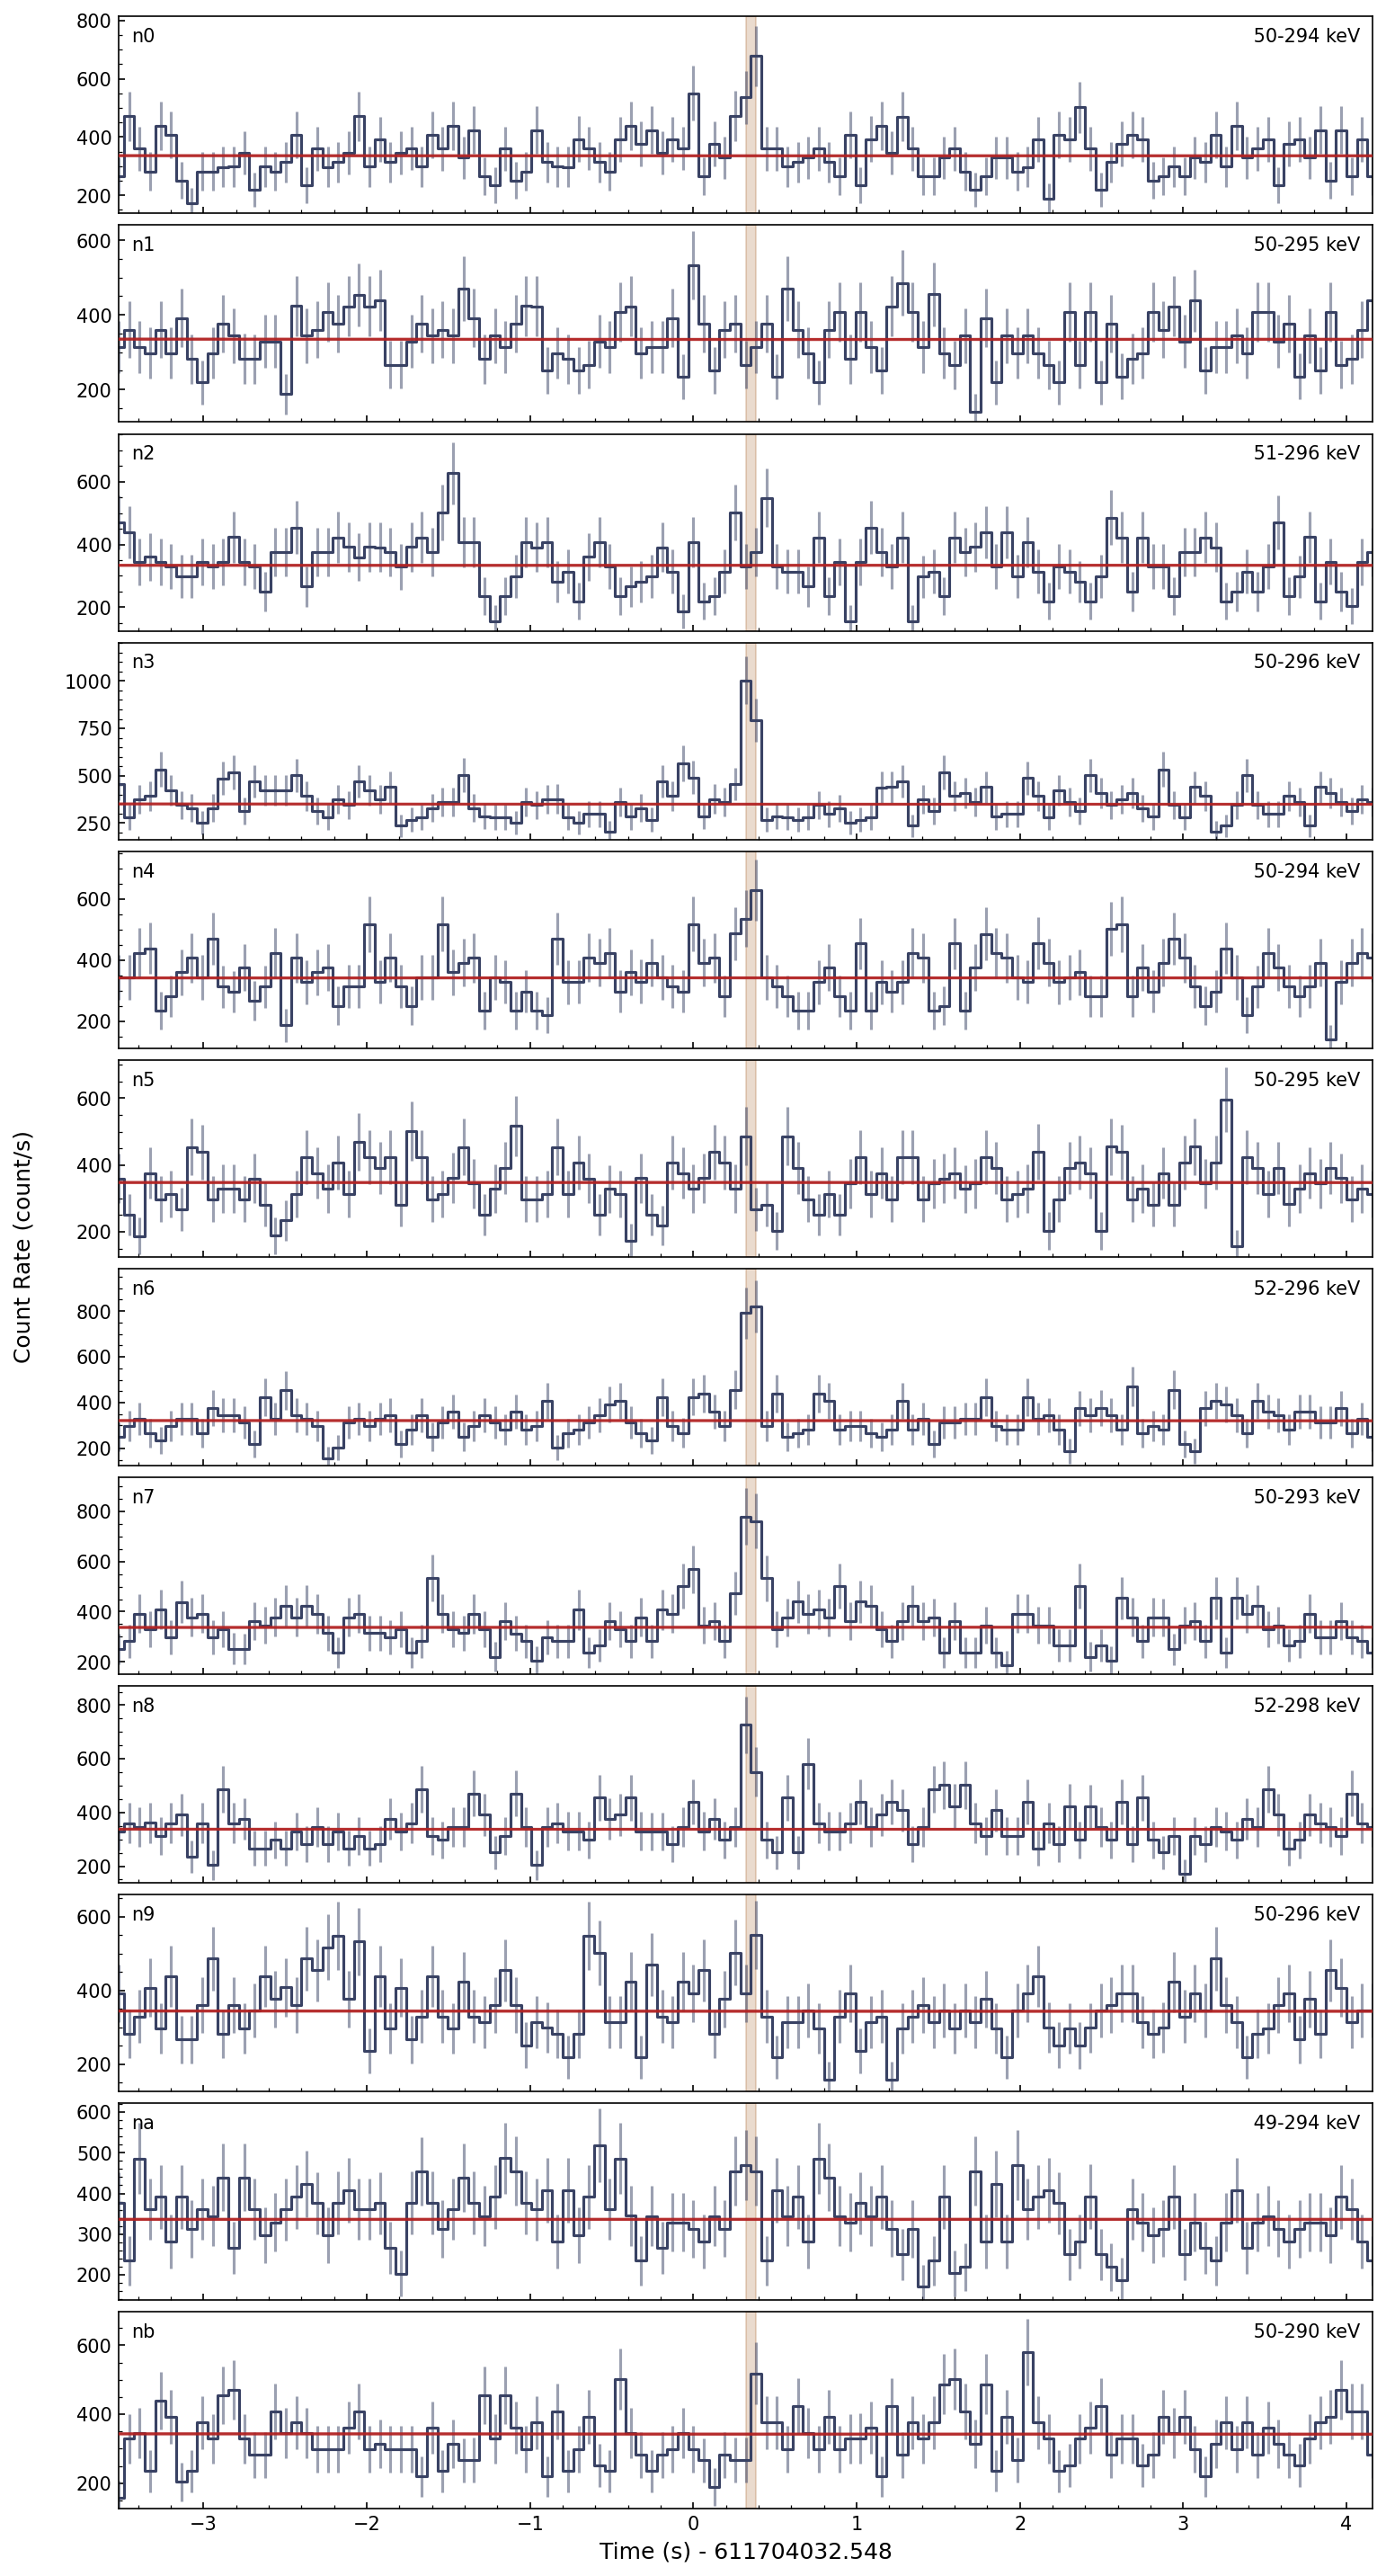 n0 50-294 keV
800
600
400
200
n1 50-295 keV
600
400
200
n2 51-296 keV
600
400
200
n3 50-296 keV
1000
750
500
250
n4 50-294 keV
600
400
200
n5 50-295 keV
600
400
200
n6 52-296 keV
800
600
400
200
n7 50-293 keV
800
600
400
200
n8 52-298 keV
800
600
400
200
n9 50-296 keV
600
400
200
na 49-294 keV
600
500
400
300
200
nb 50-290 keV
600
400
200
−3 −2 −1 0 1 2 3 4
Time (s) - 611704032.548
Count Rate (count/s)